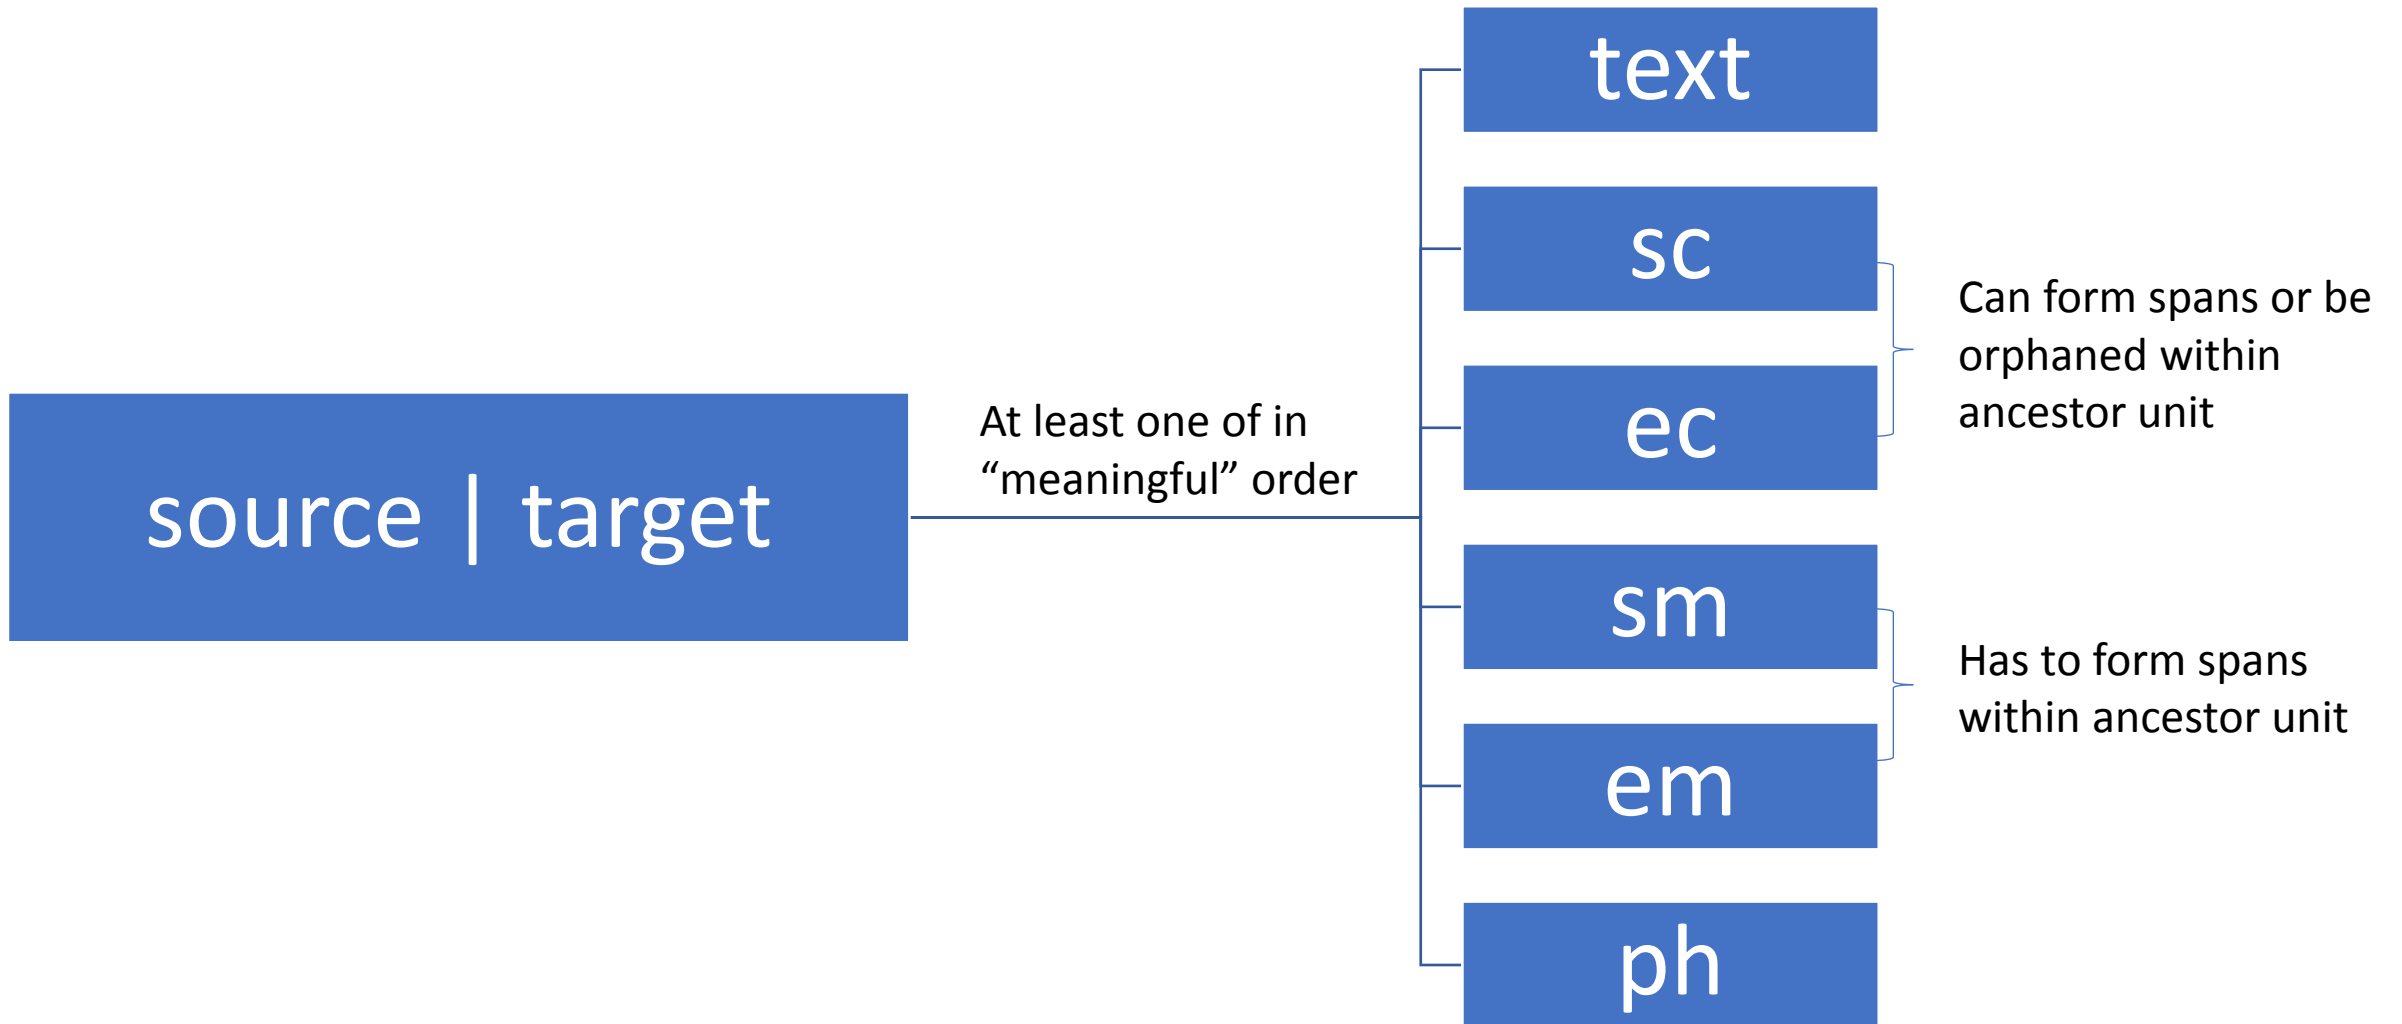 source | target
At least one of in
“meaningful” order
text
sc
ec
sm
em
ph
Can form spans or be
orphaned within
ancestor unit
Has to form spans
within ancestor unit